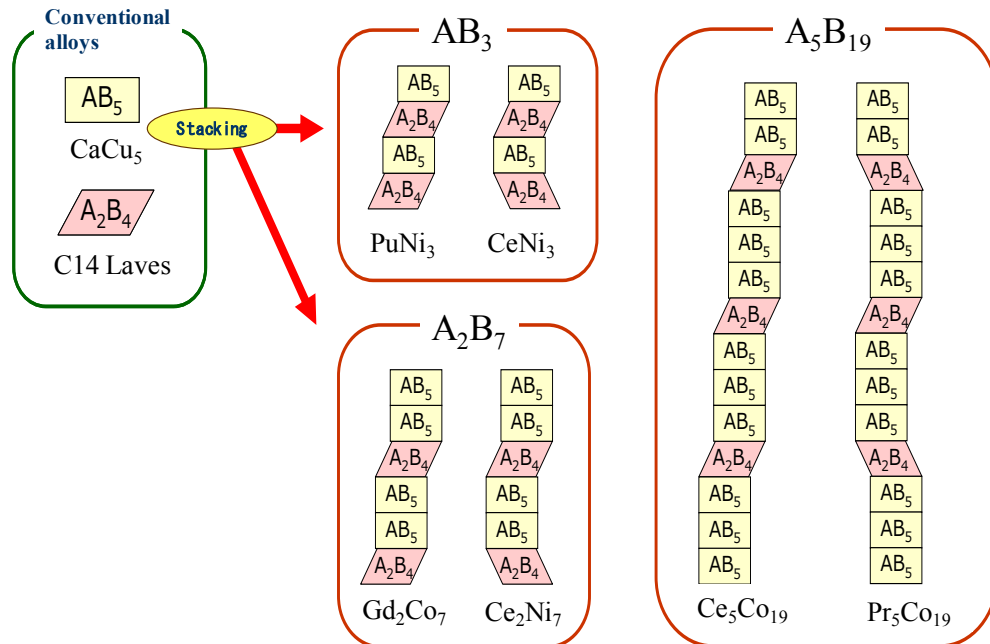 Conventional
alloys
AB₅
CaCu₅
A₂B₄
C14 Laves
Stacking
AB₃
AB₅
A₂B₄
AB₅
A₂B₄
PuNi₃
AB₅
A₂B₄
AB₅
A₂B₄
CeNi₃
A₂B₇
AB₅
AB₅
A₂B₄
AB₅
AB₅
A₂B₄
Gd₂Co₇
AB₅
AB₅
A₂B₄
AB₅
AB₅
A₂B₄
Ce₂Ni₇
A₅B₁₉
AB₅
AB₅
A₂B₄
AB₅
AB₅
AB₅
A₂B₄
AB₅
AB₅
AB₅
A₂B₄
AB₅
AB₅
AB₅
Ce₅Co₁₉
AB₅
AB₅
A₂B₄
AB₅
AB₅
AB₅
A₂B₄
AB₅
AB₅
AB₅
A₂B₄
AB₅
AB₅
AB₅
Pr₅Co₁₉